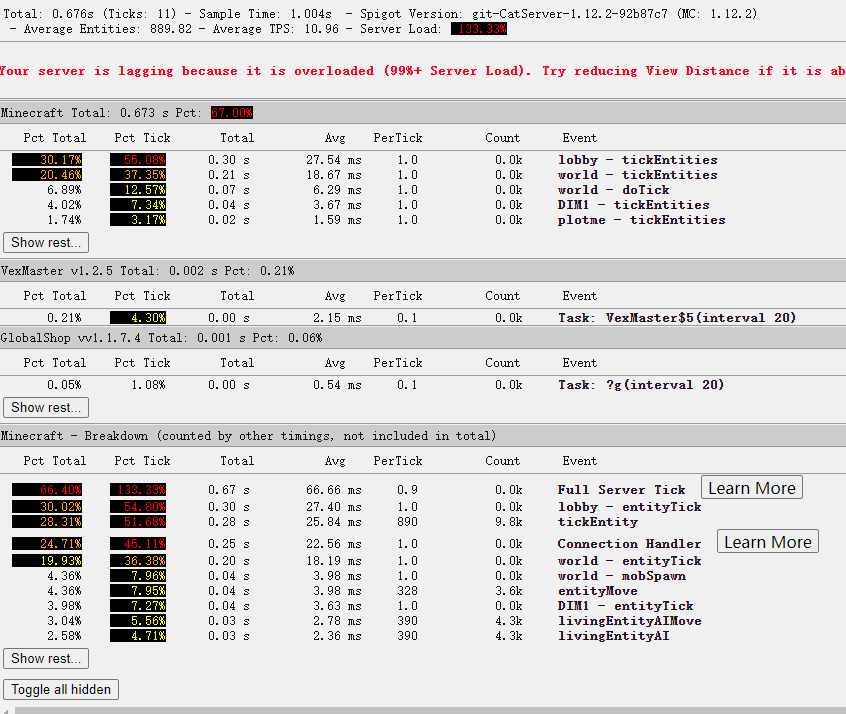 Total: 0.676s (Ticks: 11) - Sample Time: 1.004s - Spigot Version: git-CatServer-1.12.2-92b87c7 (MC: 1.12.2)
- Average Entities: 889.82 - Average TPS: 10.96 - Server Load: 133.33%
Your server is lagging because it is overloaded (99%+ Server Load). Try reducing View Distance if it is ab
Minecraft Total: 0.673 s Pct: 67.00%
Pct Total Pct Tick Total Avg PerTick Count Event
30.17% 55.08% 0.30 s 27.54 ms 1.0 0.0k lobby - tickEntities
20.46% 37.35% 0.21 s 18.67 ms 1.0 0.0k world - tickEntities
6.89% 12.57% 0.07 s 6.29 ms 1.0 0.0k world - doTick
4.02% 7.34% 0.04 s 3.67 ms 1.0 0.0k DIM1 - tickEntities
1.74% 3.17% 0.02 s 1.59 ms 1.0 0.0k plotme - tickEntities
Show rest...
VexMaster v1.2.5 Total: 0.002 s Pct: 0.21%
Pct Total Pct Tick Total Avg PerTick Count Event
0.21% 4.30% 0.00 s 2.15 ms 0.1 0.0k Task: VexMaster$5(interval 20)
GlobalShop vv1.1.7.4 Total: 0.001 s Pct: 0.06%
Pct Total Pct Tick Total Avg PerTick Count Event
0.05% 1.08% 0.00 s 0.54 ms 0.1 0.0k Task: ?g(interval 20)
Show rest...
Minecraft - Breakdown (counted by other timings, not included in total)
Pct Total Pct Tick Total Avg PerTick Count Event
66.40% 133.33% 0.67 s 66.66 ms 0.9 0.0k Full Server Tick Learn More
30.02% 54.80% 0.30 s 27.40 ms 1.0 0.0k lobby - entityTick
28.31% 51.68% 0.28 s 25.84 ms 890 9.8k tickEntity
24.71% 45.11% 0.25 s 22.56 ms 1.0 0.0k Connection Handler Learn More
19.93% 36.38% 0.20 s 18.19 ms 1.0 0.0k world - entityTick
4.36% 7.96% 0.04 s 3.98 ms 1.0 0.0k world - mobSpawn
4.36% 7.95% 0.04 s 3.98 ms 328 3.6k entityMove
3.98% 7.27% 0.04 s 3.63 ms 1.0 0.0k DIM1 - entityTick
3.04% 5.56% 0.03 s 2.78 ms 390 4.3k livingEntityAIMove
2.58% 4.71% 0.03 s 2.36 ms 390 4.3k livingEntityAI
Show rest...
Toggle all hidden